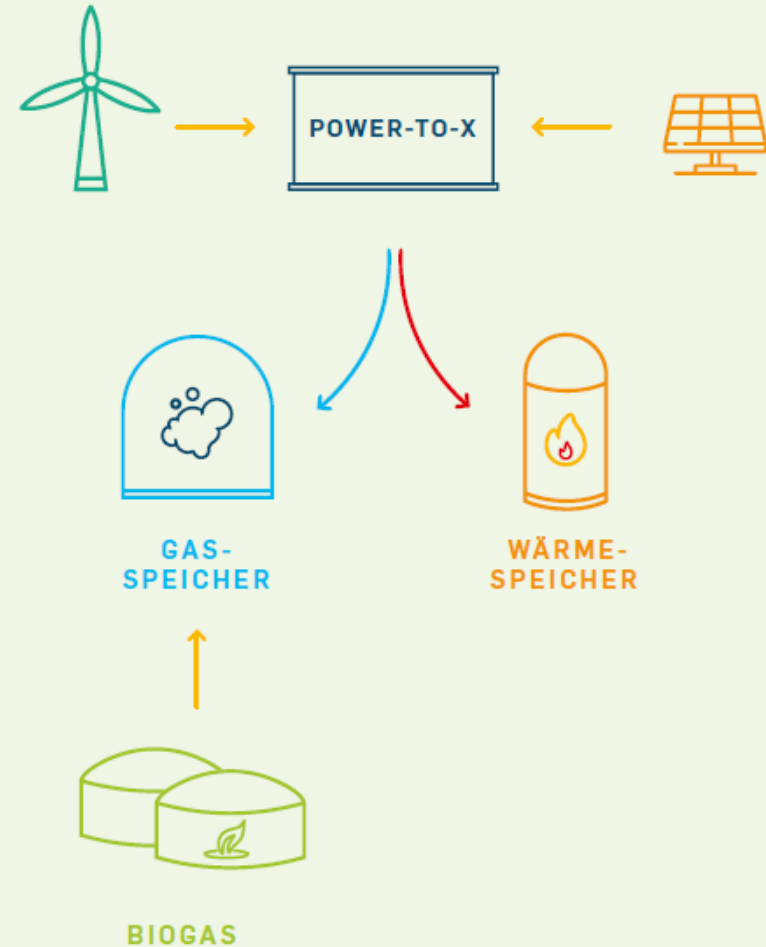 POWER-TO-X
GAS-
SPEICHER
WÄRME-
SPEICHER
BIOGAS